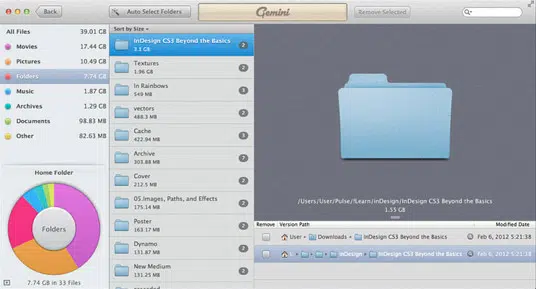 Back
Auto Select Folders
Gemini
Remove Selected
All Files 39.01 GB
Movies 17.44 GB
Pictures 10.49 GB
Folders 7.74 GB
Music 1.87 GB
Archives 1.29 GB
Documents 98.83 MB
Other 82.63 MB
Home Folder
Folders
7.74 GB in 33 Files
Sort by Size
InDesign CS3 Beyond the Basics
3.1 GB 2
Textures
1.96 GB 2
In Rainbows
549 MB 3
vectors
488.3 MB 2
Cache
422.94 MB 3
Archive
303.88 MB 2
Cover
212.5 MB 2
05.Images, Paths, and Effects
175.14 MB 2
Poster
163.17 MB 2
Dynamo
131.87 MB 2
New Medium
131.25 MB 2
/Users/User/Pulse/!Learn/inDesign/InDesign CS3 Beyond the Basics
1.55 GB
Remove Version Path Modified Date
User Downloads InDesign CS3 Beyond the Basics Feb 6, 2012 5:21:38
inDesign InDesign CS3 Beyond the Basics Feb 6, 2012 5:21:38